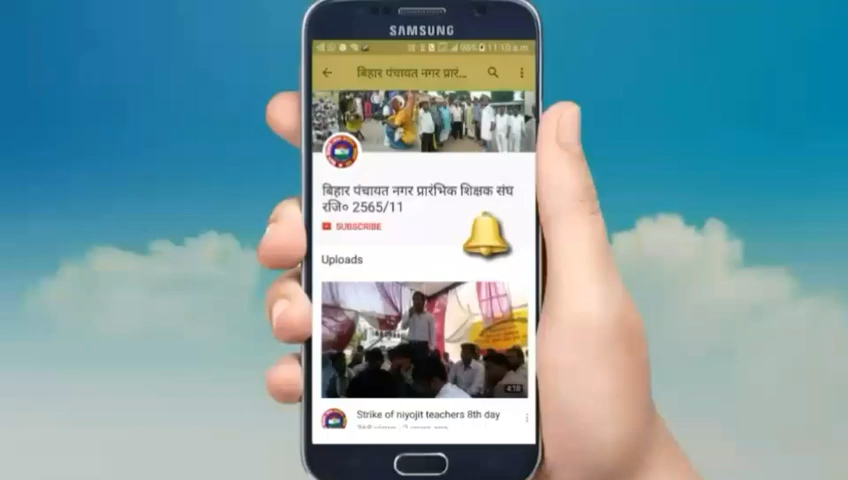 SAMSUNG
11:10 a.m
बिहार पंचायत नगर प्रारं...
बिहार पंचायत नगर प्रारंभिक शिक्षक संघ
रजि० 2565/11
SUBSCRIBE
Uploads
4:10
Strike of niyojit teachers 8th day